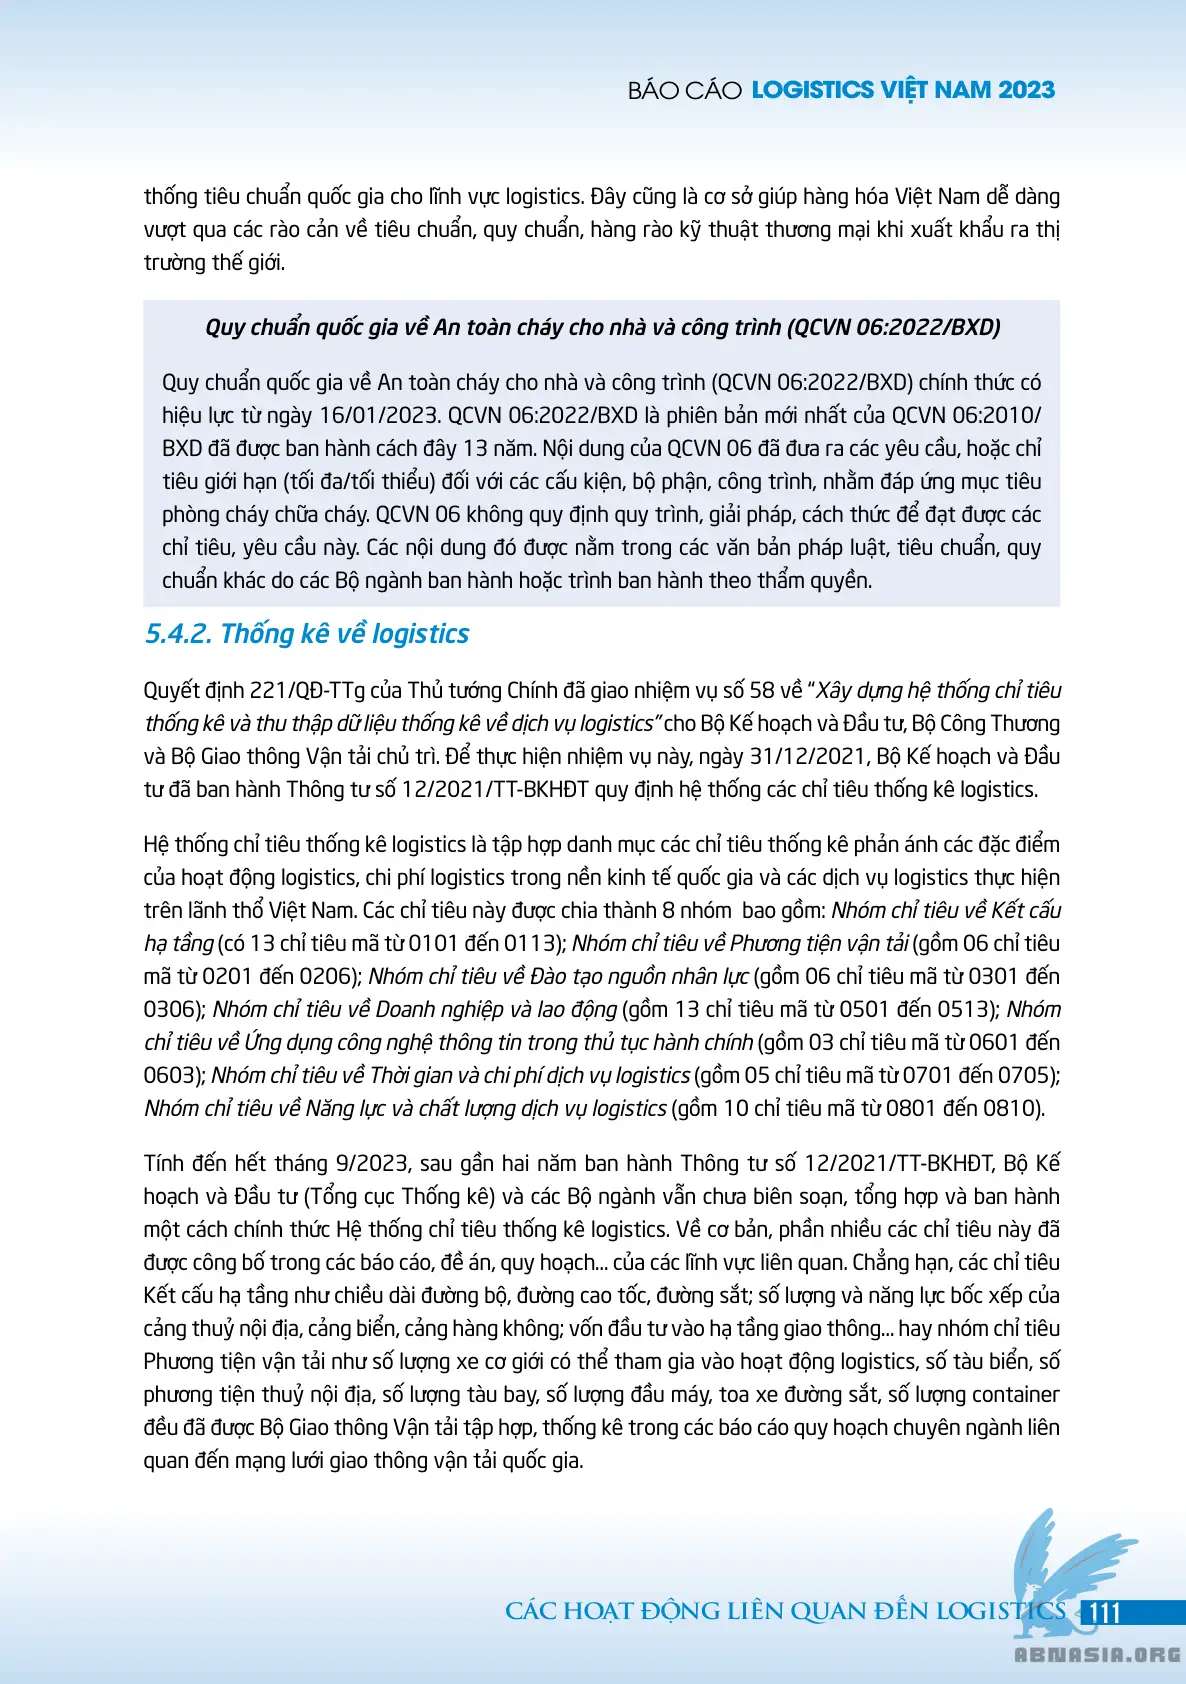 BÁO CÁO LOGISTICS VIỆT NAM 2023
thống tiêu chuẩn quốc gia cho lĩnh vực logistics. Đây cũng là cơ sở giúp hàng hóa Việt Nam dễ dàng
vượt qua các rào cản về tiêu chuẩn, quy chuẩn, hàng rào kỹ thuật thương mại khi xuất khẩu ra thị
trường thế giới.
Quy chuẩn quốc gia về An toàn cháy cho nhà và công trình (QCVN 06:2022/BXD)
Quy chuẩn quốc gia về An toàn cháy cho nhà và công trình (QCVN 06:2022/BXD) chính thức có
hiệu lực từ ngày 16/01/2023. QCVN 06:2022/BXD là phiên bản mới nhất của QCVN 06:2010/
BXD đã được ban hành cách đây 13 năm. Nội dung của QCVN 06 đã đưa ra các yêu cầu, hoặc chỉ
tiêu giới hạn (tối đa/tối thiểu) đối với các cấu kiện, bộ phận, công trình, nhằm đáp ứng mục tiêu
phòng cháy chữa cháy. QCVN 06 không quy định quy trình, giải pháp, cách thức để đạt được các
chỉ tiêu, yêu cầu này. Các nội dung đó được nằm trong các văn bản pháp luật, tiêu chuẩn, quy
chuẩn khác do các Bộ ngành ban hành hoặc trình ban hành theo thẩm quyền.
5.4.2. Thống kê về logistics
Quyết định 221/QĐ-TTg của Thủ tướng Chính đã giao nhiệm vụ số 58 về “Xây dựng hệ thống chỉ tiêu
thống kê và thu thập dữ liệu thống kê về dịch vụ logistics” cho Bộ Kế hoạch và Đầu tư, Bộ Công Thương
và Bộ Giao thông Vận tải chủ trì. Để thực hiện nhiệm vụ này, ngày 31/12/2021, Bộ Kế hoạch và Đầu
tư đã ban hành Thông tư số 12/2021/TT-BKHĐT quy định hệ thống các chỉ tiêu thống kê logistics.
Hệ thống chỉ tiêu thống kê logistics là tập hợp danh mục các chỉ tiêu thống kê phản ánh các đặc điểm
của hoạt động logistics, chi phí logistics trong nền kinh tế quốc gia và các dịch vụ logistics thực hiện
trên lãnh thổ Việt Nam. Các chỉ tiêu này được chia thành 8 nhóm bao gồm: Nhóm chỉ tiêu về Kết cấu
hạ tầng (có 13 chỉ tiêu mã từ 0101 đến 0113); Nhóm chỉ tiêu về Phương tiện vận tải (gồm 06 chỉ tiêu
mã từ 0201 đến 0206); Nhóm chỉ tiêu về Đào tạo nguồn nhân lực (gồm 06 chỉ tiêu mã từ 0301 đến
0306); Nhóm chỉ tiêu về Doanh nghiệp và lao động (gồm 13 chỉ tiêu mã từ 0501 đến 0513); Nhóm
chỉ tiêu về Ứng dụng công nghệ thông tin trong thủ tục hành chính (gồm 03 chỉ tiêu mã từ 0601 đến
0603); Nhóm chỉ tiêu về Thời gian và chi phí dịch vụ logistics (gồm 05 chỉ tiêu mã từ 0701 đến 0705);
Nhóm chỉ tiêu về Năng lực và chất lượng dịch vụ logistics (gồm 10 chỉ tiêu mã từ 0801 đến 0810).
Tính đến hết tháng 9/2023, sau gần hai năm ban hành Thông tư số 12/2021/TT-BKHĐT, Bộ Kế
hoạch và Đầu tư (Tổng cục Thống kê) và các Bộ ngành vẫn chưa biên soạn, tổng hợp và ban hành
một cách chính thức Hệ thống chỉ tiêu thống kê logistics. Về cơ bản, phần nhiều các chỉ tiêu này đã
được công bố trong các báo cáo, đề án, quy hoạch... của các lĩnh vực liên quan. Chẳng hạn, các chỉ tiêu
Kết cấu hạ tầng như chiều dài đường bộ, đường cao tốc, đường sắt; số lượng và năng lực bốc xếp của
cảng thuỷ nội địa, cảng biển, cảng hàng không; vốn đầu tư vào hạ tầng giao thông... hay nhóm chỉ tiêu
Phương tiện vận tải như số lượng xe cơ giới có thể tham gia vào hoạt động logistics, số tàu biển, số
phương tiện thuỷ nội địa, số lượng tàu bay, số lượng đầu máy, toa xe đường sắt, số lượng container
đều đã được Bộ Giao thông Vận tải tập hợp, thống kê trong các báo cáo quy hoạch chuyên ngành liên
quan đến mạng lưới giao thông vận tải quốc gia.
CÁC HOẠT ĐỘNG LIÊN QUAN ĐẾN LOGISTICS 111
ABNASIA.ORG